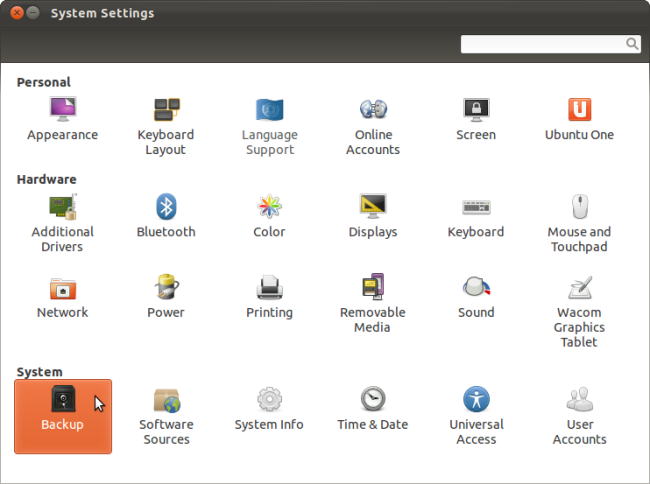 System Settings
Personal
Appearance
Keyboard
Layout
Language
Support
Online
Accounts
Screen
Ubuntu One
Hardware
Additional
Drivers
Bluetooth
Color
Displays
Keyboard
Mouse and
Touchpad
Network
Power
Printing
Removable
Media
Sound
Wacom
Graphics
Tablet
System
Backup
Software
Sources
System Info
Time & Date
Universal
Access
User
Accounts